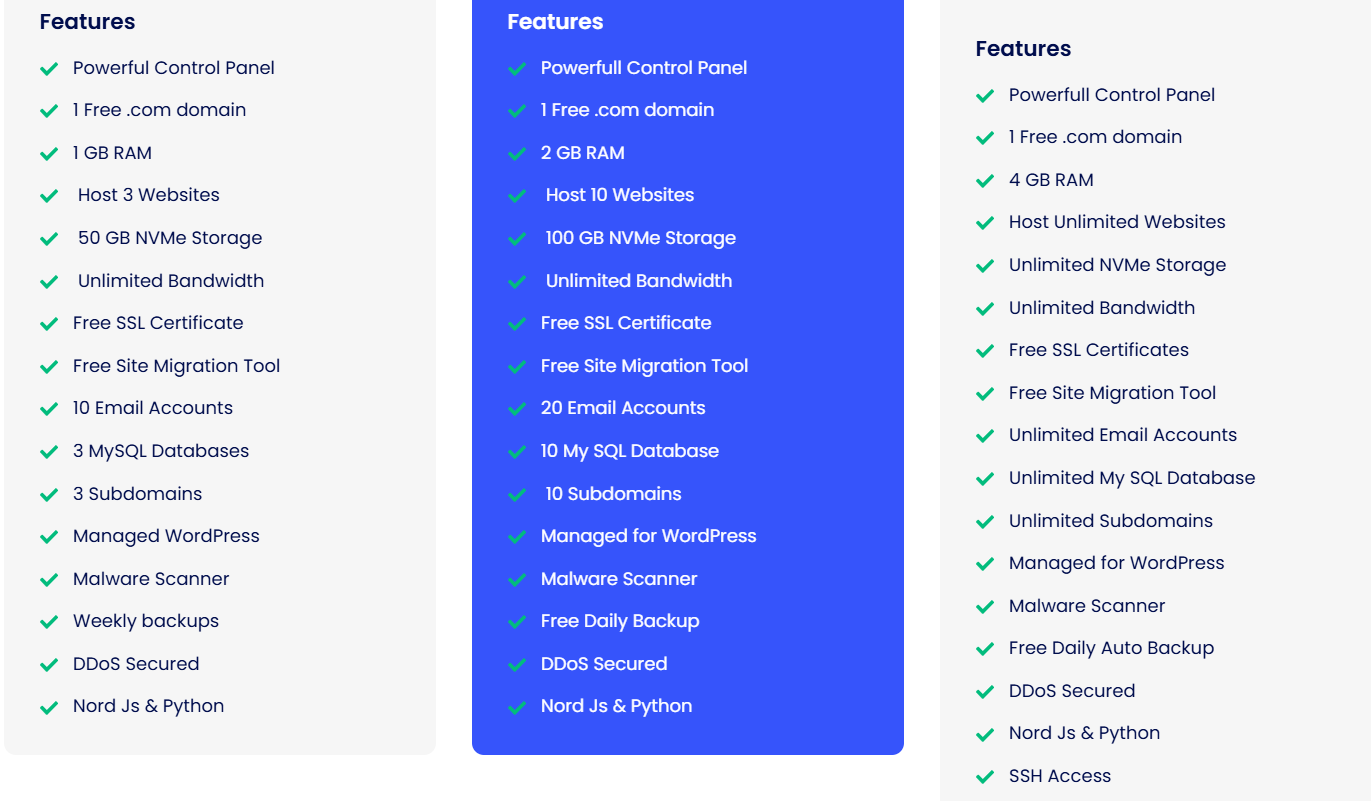 Features
Powerful Control Panel
1 Free .com domain
1 GB RAM
Host 3 Websites
50 GB NVMe Storage
Unlimited Bandwidth
Free SSL Certificate
Free Site Migration Tool
10 Email Accounts
3 MySQL Databases
3 Subdomains
Managed WordPress
Malware Scanner
Weekly backups
DDoS Secured
Nord Js & Python
Features
Powerfull Control Panel
1 Free .com domain
2 GB RAM
Host 10 Websites
100 GB NVMe Storage
Unlimited Bandwidth
Free SSL Certificate
Free Site Migration Tool
20 Email Accounts
10 My SQL Database
10 Subdomains
Managed for WordPress
Malware Scanner
Free Daily Backup
DDoS Secured
Nord Js & Python
Features
Powerfull Control Panel
1 Free .com domain
4 GB RAM
Host Unlimited Websites
Unlimited NVMe Storage
Unlimited Bandwidth
Free SSL Certificates
Free Site Migration Tool
Unlimited Email Accounts
Unlimited My SQL Database
Unlimited Subdomains
Managed for WordPress
Malware Scanner
Free Daily Auto Backup
DDoS Secured
Nord Js & Python
SSH Access